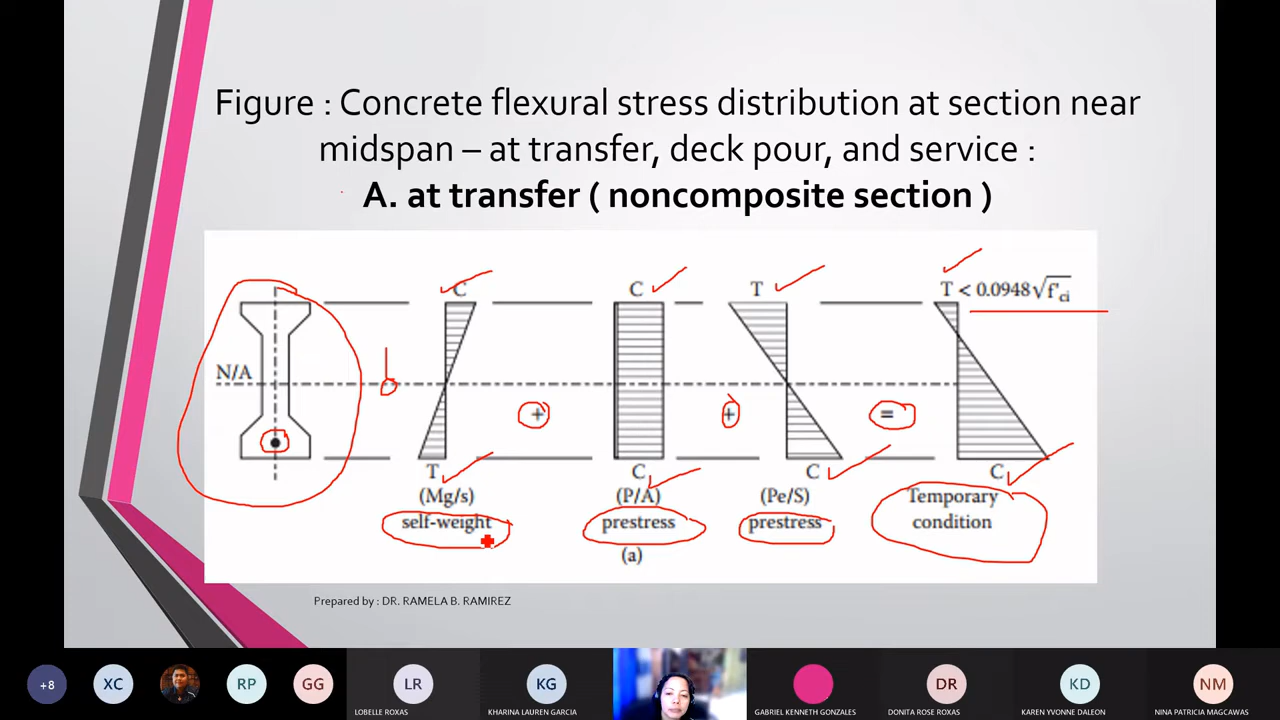 Figure : Concrete flexural stress distribution at section near
midspan – at transfer, deck pour, and service :
A. at transfer ( noncomposite section )
C
C
T
T < 0.0948√f'ci
N/A
+
+
=
T
C
C
C
(Mg/s)
(P/A)
(Pe/S)
Temporary
self-weight
prestress
prestress
condition
(a)
Prepared by : DR. RAMELA B. RAMIREZ
+8
XC
RP
GG
LR
KG
DR
KD
NM
LOBELLE ROXAS
KHARINA LAUREN GARCIA
GABRIEL KENNETH GONZALES
DONITA ROSE ROXAS
KAREN YVONNE DALEON
NINA PATRICIA MAGCAWAS